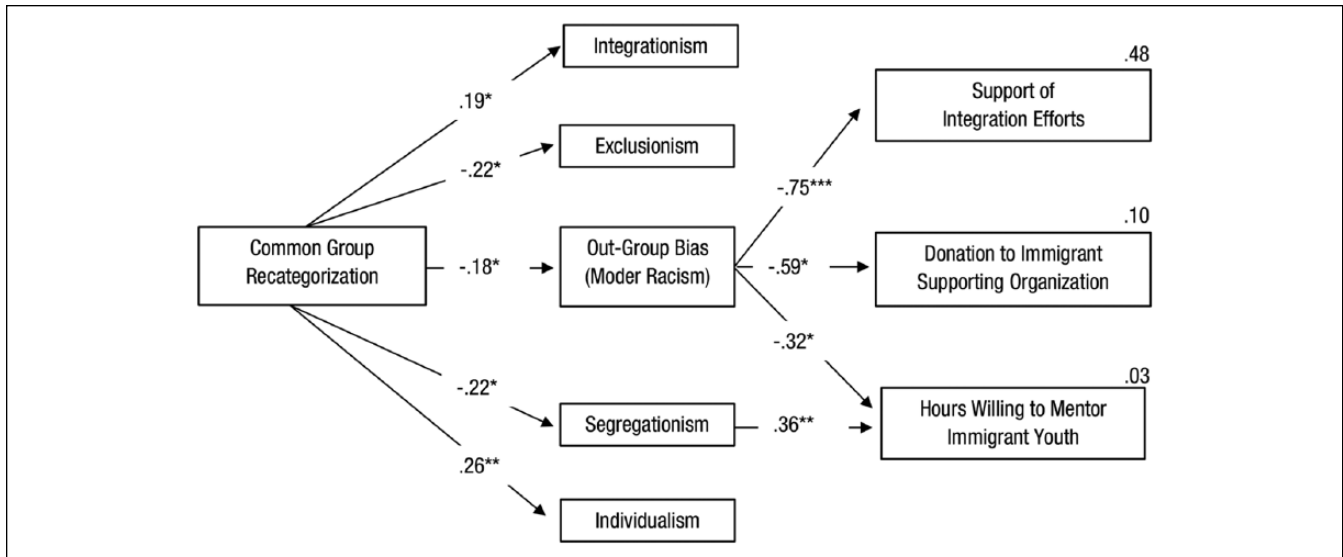 Integrationism
.48
Support of
Integration Efforts
.19*
Exclusionism
-.22*
-.75***
.10
Common Group
Recategorization
-.18*
Out-Group Bias
(Moder Racism)
-.59*
Donation to Immigrant
Supporting Organization
-.32*
-.22*
.03
Segregationism
.36**
Hours Willing to Mentor
Immigrant Youth
.26**
Individualism